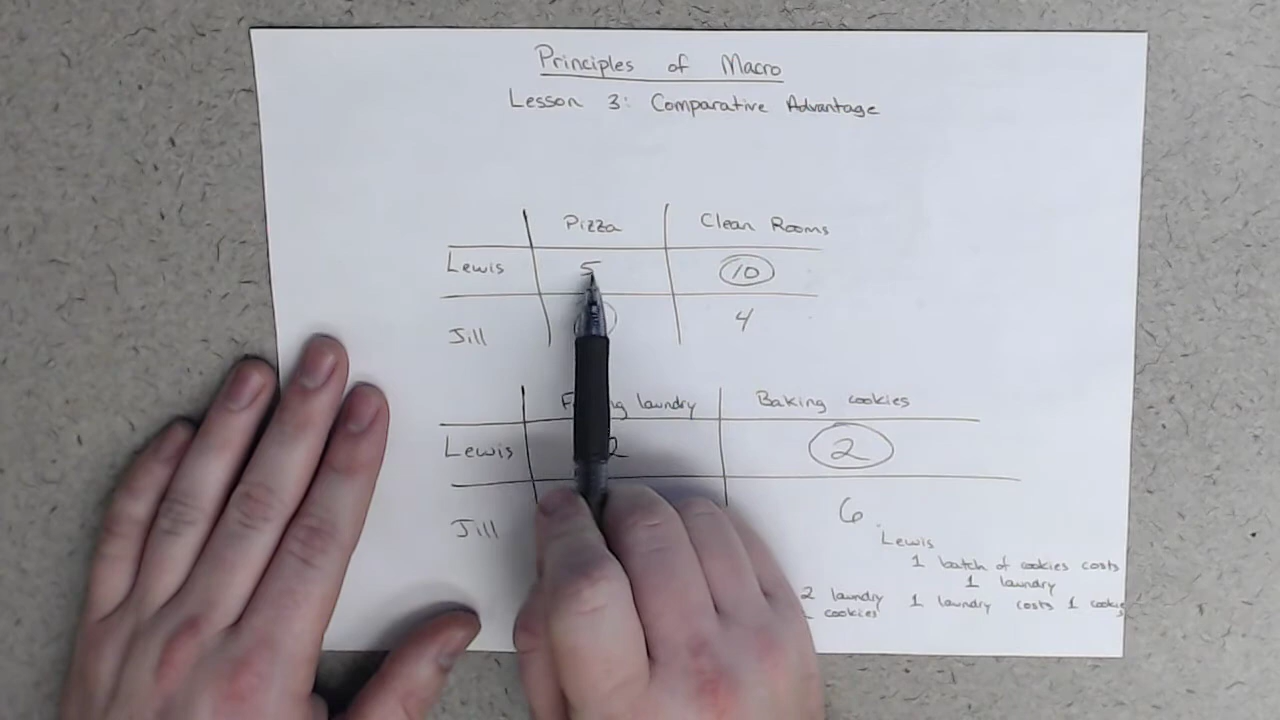 Principles of Macro
Lesson 3: Comparative Advantage
Pizza Clean Rooms
Lewis 5 10
Jill 4
laundry Baking cookies
Lewis 2 2
Jill 6
Lewis
1 batch of cookies costs
1 laundry
2 laundry 1 laundry costs 1 cookies
cookies